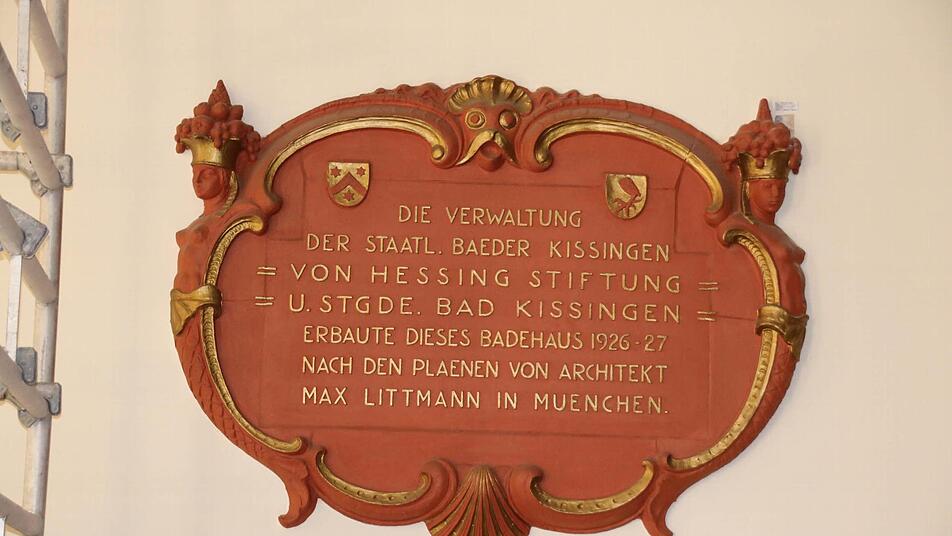 DIE VERWALTUNG
DER STAATL. BAEDER KISSINGEN
= VON HESSING STIFTUNG =
= U. STGDE. BAD KISSINGEN =
ERBAUTE DIESES BADEHAUS 1926-27
NACH DEN PLAENEN VON ARCHITEKT
MAX LITTMANN IN MUENCHEN.